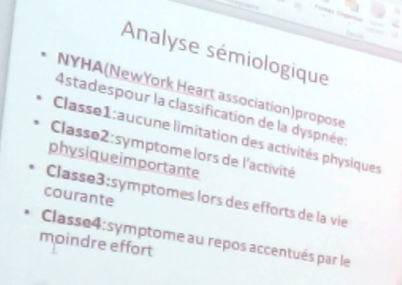 Analyse sémiologique
• NYHA(NewYork Heart association)propose
4stadespour la classification de la dyspnée:
• Classe1:aucune limitation des activités physiques
• Classe2:symptome lors de l'activité
physiqueimportante
• Classe3:symptomes lors des efforts de la vie
courante
• Classe4:symptome au repos accentués par le
moindre effort